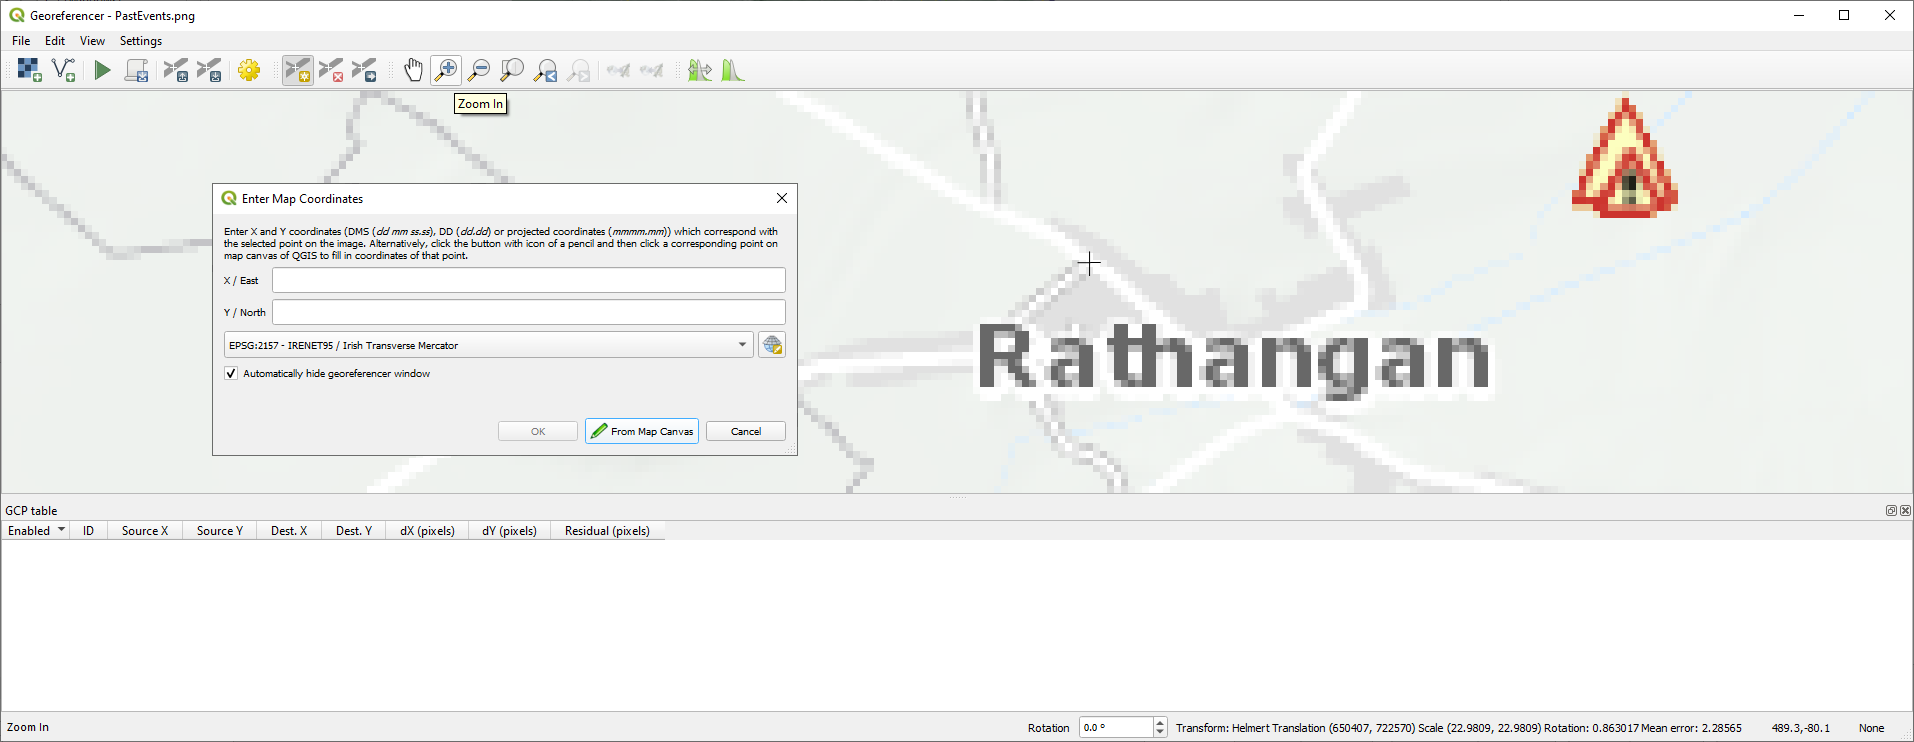 Georeferencer - PastEvents.png
File Edit View Settings
Zoom In
Enter Map Coordinates
Enter X and Y coordinates (DMS (dd mm ss.ss), DD (dd.dd) or projected coordinates (mmmm.mm)) which correspond with
the selected point on the image. Alternatively, click the button with icon of a pencil and then click a corresponding point on
map canvas of QGIS to fill in coordinates of that point.
X / East
Y / North
EPSG:2157 - IRENET95 / Irish Transverse Mercator
Automatically hide georeferencer window
OK From Map Canvas Cancel
Rathangan
GCP table
Enabled ID Source X Source Y Dest. X Dest. Y dX (pixels) dY (pixels) Residual (pixels)
Zoom In Rotation 0.0 ° Transform: Helmert Translation (650407, 722570) Scale (22.9809, 22.9809) Rotation: 0.863017 Mean error: 2.28565 489.3,-80.1 None